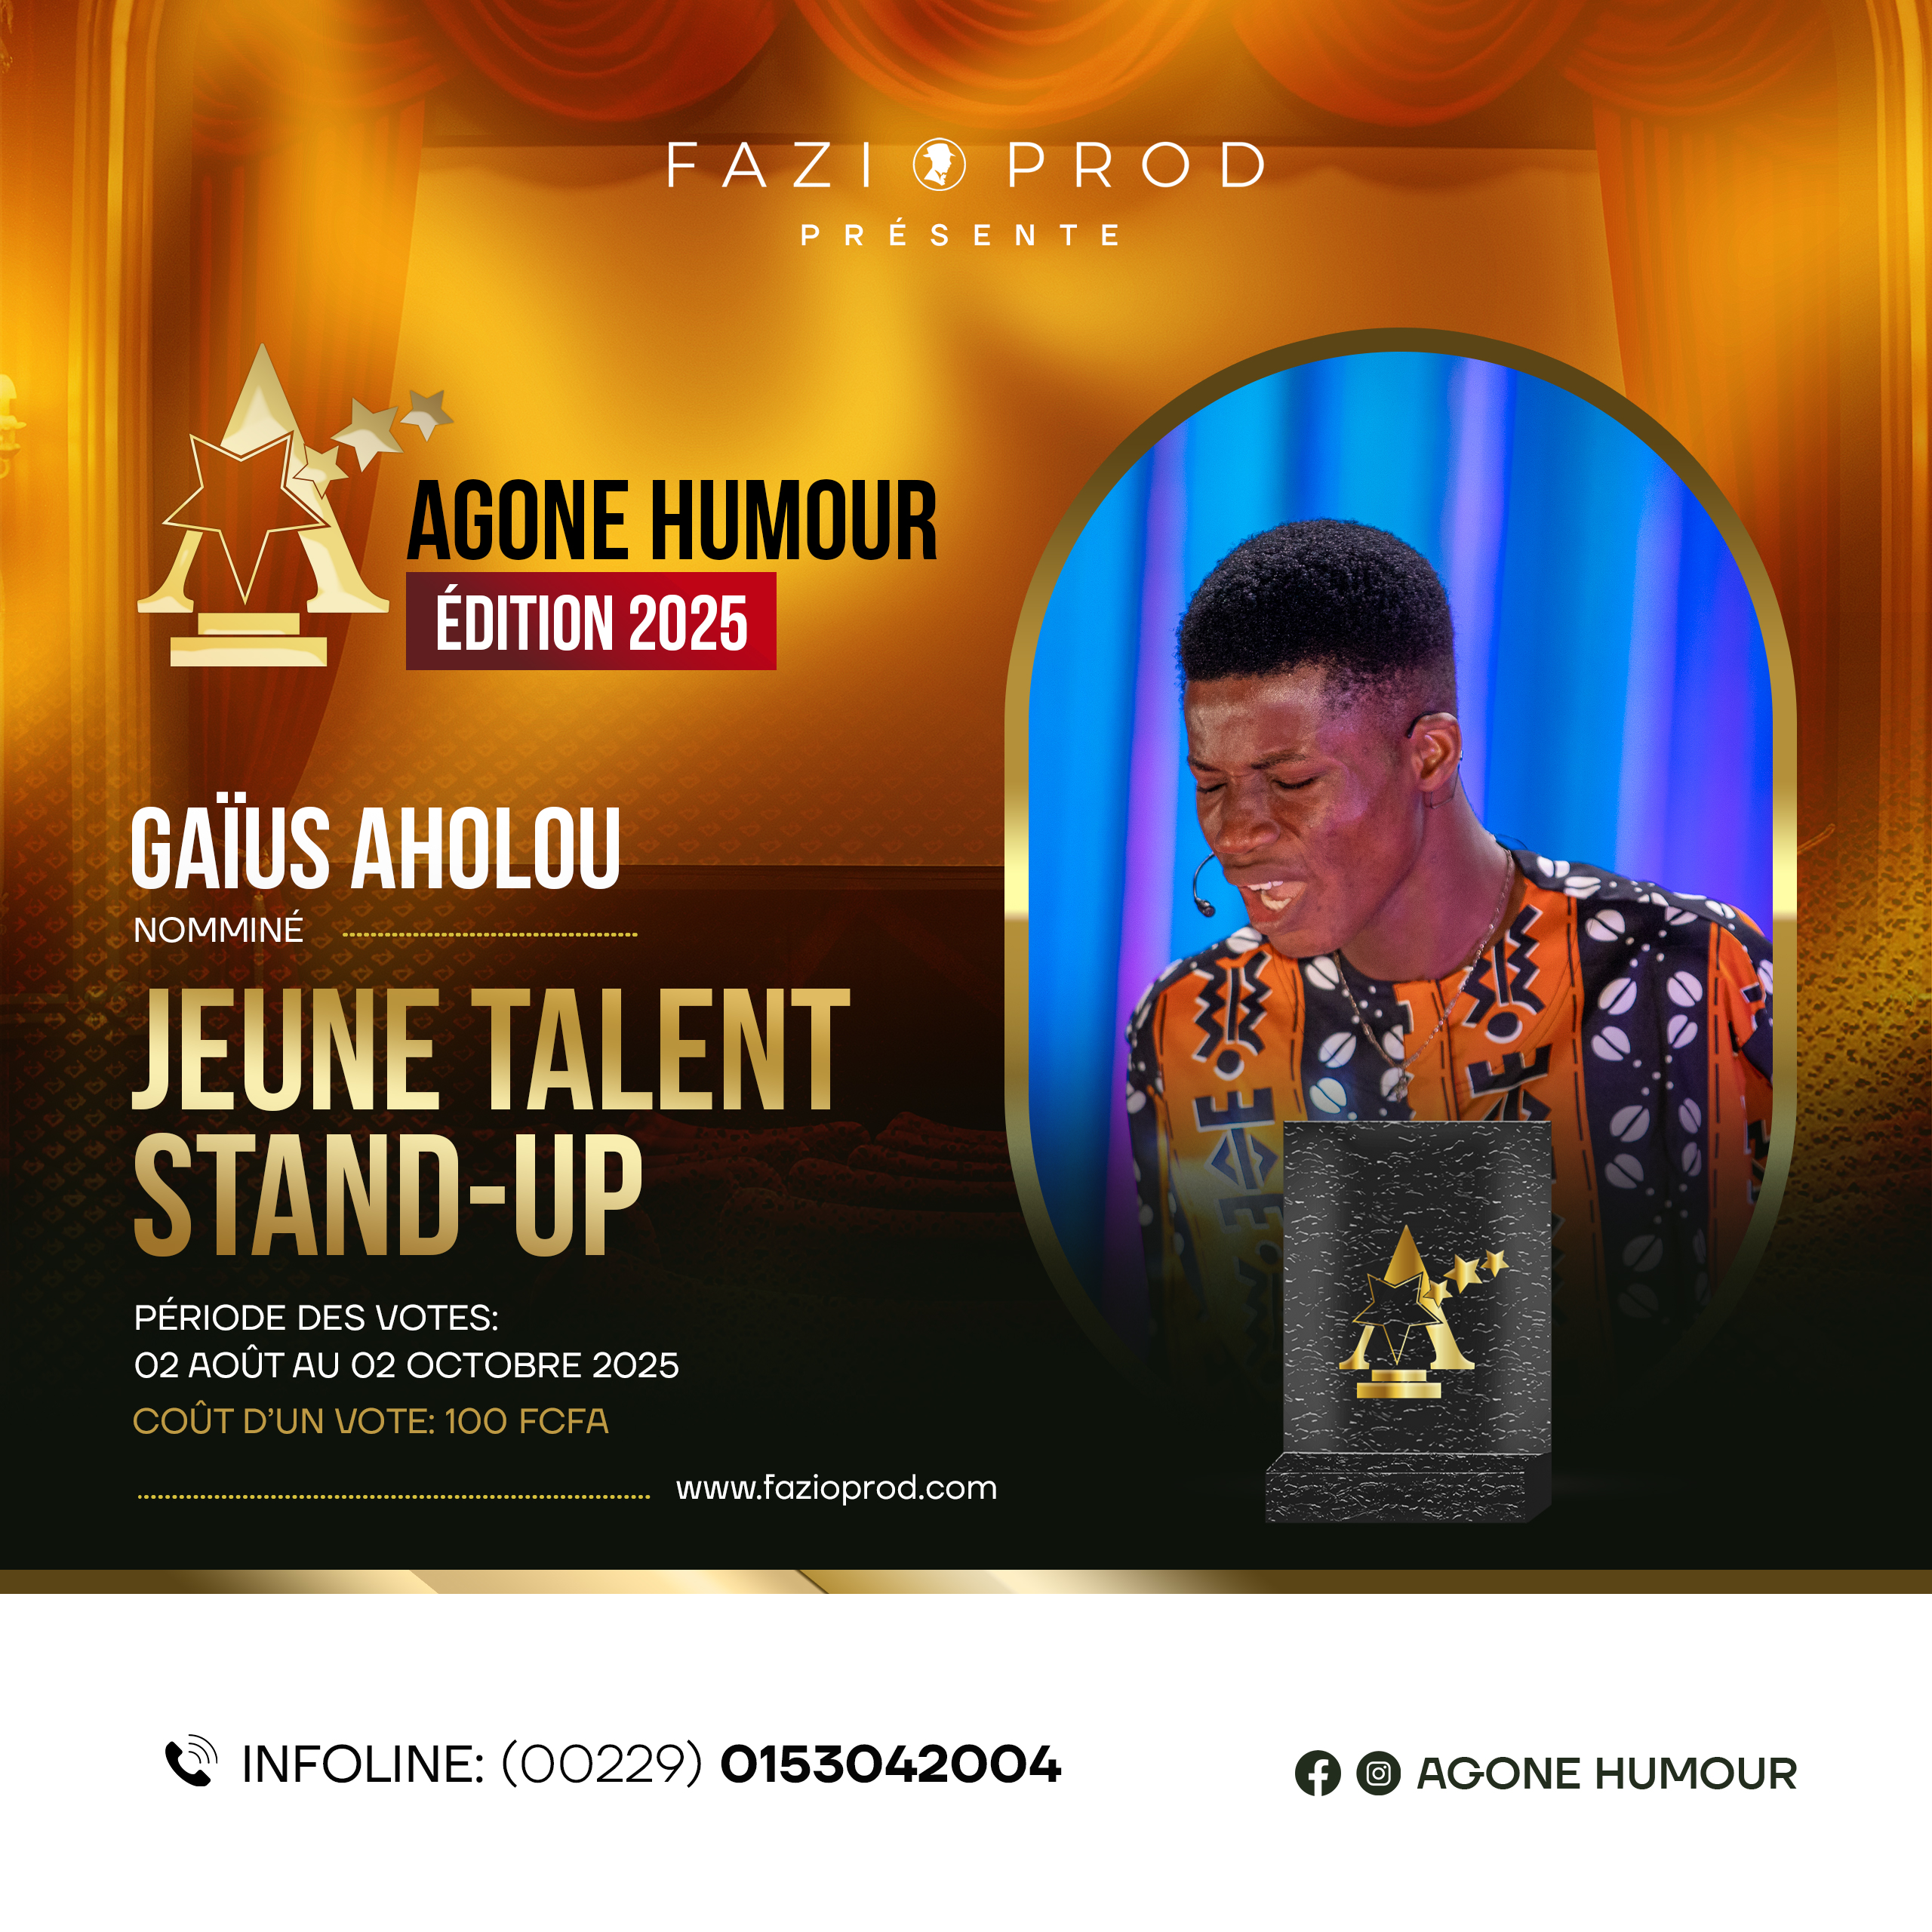 FAZI PROD
PRÉSENTE
AGONE HUMOUR
ÉDITION 2025
GAÏUS AHOLOU
NOMMINÉ
JEUNE TALENT
STAND-UP
PÉRIODE DES VOTES:
02 AOÛT AU 02 OCTOBRE 2025
COÛT D'UN VOTE: 100 FCFA
www.fazioprod.com
INFOLINE: (00229) 0153042004
AGONE HUMOUR